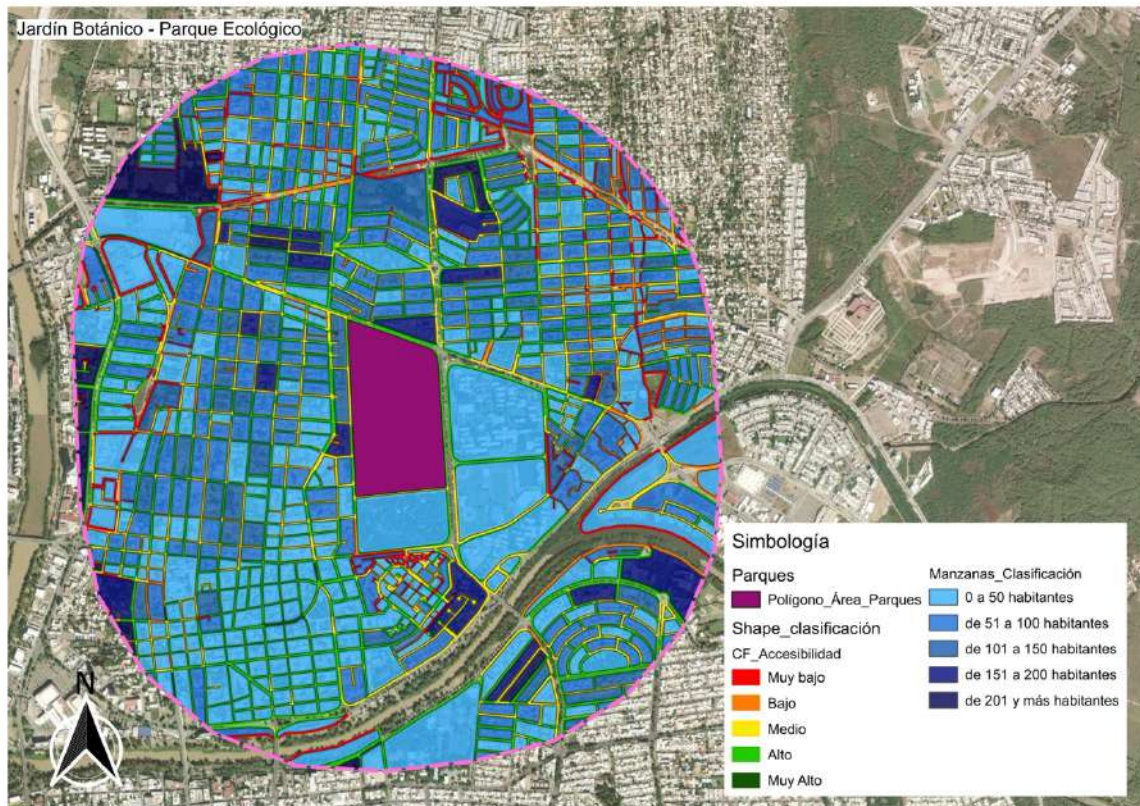 Jardín Botánico - Parque Ecológico
N
Simbología
Parques
Polígono_Área_Parques
Shape_clasificación
CF_Accesibilidad
Muy bajo
Bajo
Medio
Alto
Muy Alto
Manzanas_Clasificación
0 a 50 habitantes
de 51 a 100 habitantes
de 101 a 150 habitantes
de 151 a 200 habitantes
de 201 y más habitantes